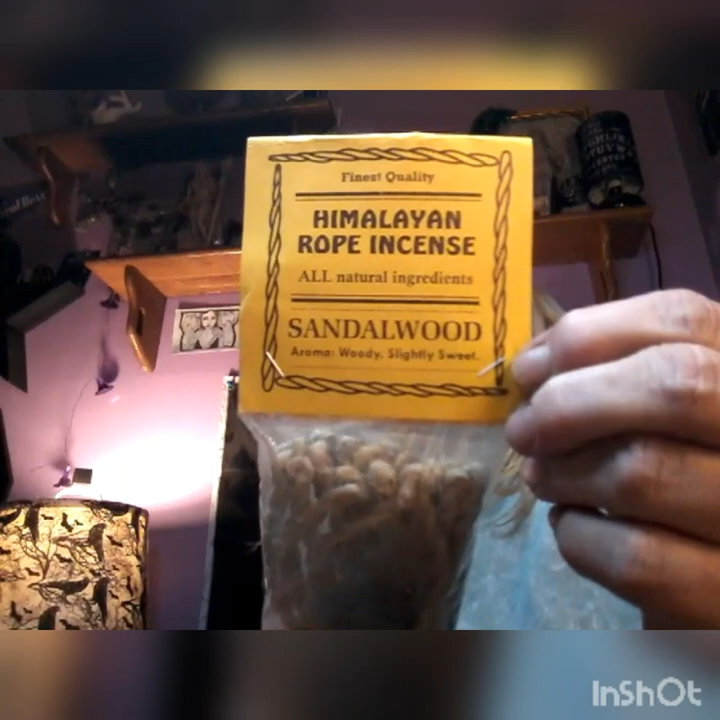 Finest Quality
HIMALAYAN
ROPE INCENSE
ALL natural ingredients
SANDALWOOD
Aroma: Woody, Slightly Sweet.
InShOt